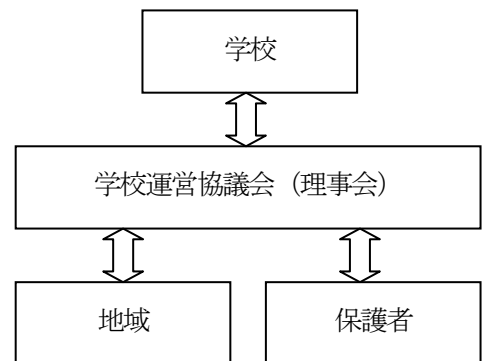 学校
学校運営協議会（理事会）
地域
保護者